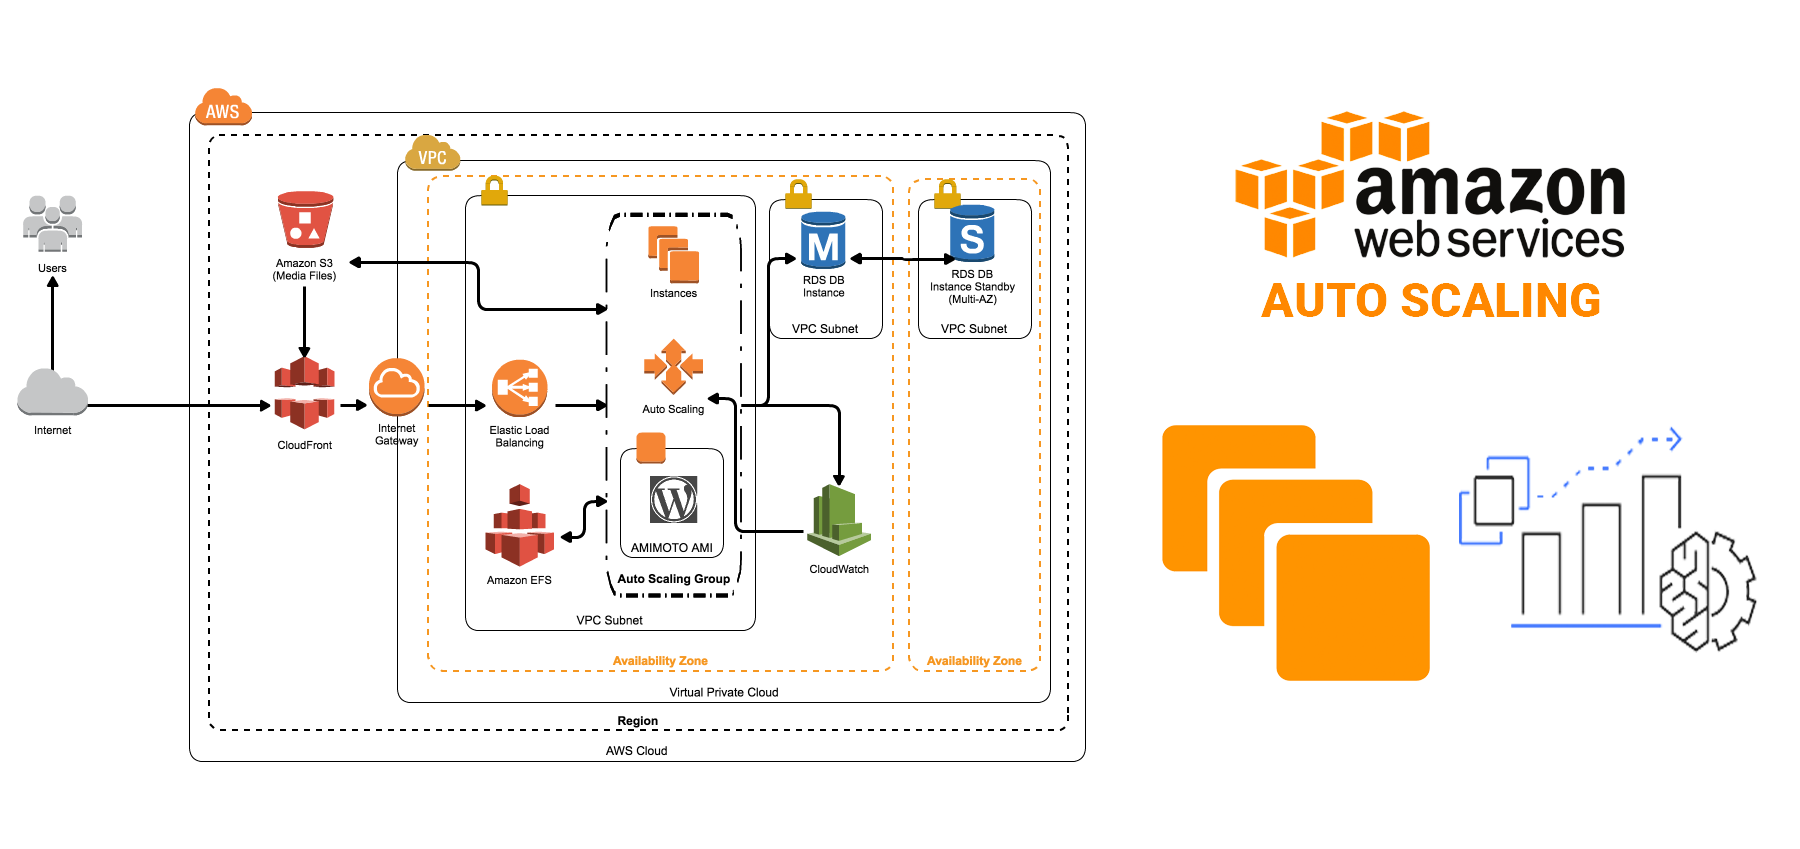 AWS
VPC
Users
Internet
Amazon S3
(Media Files)
CloudFront
Internet
Gateway
Elastic Load
Balancing
Amazon EFS
Instances
Auto Scaling
W
AMIMOTO AMI
Auto Scaling Group
VPC Subnet
M
RDS DB
Instance
VPC Subnet
S
RDS DB
Instance Standby
(Multi-AZ)
VPC Subnet
CloudWatch
Availability Zone
Availability Zone
Virtual Private Cloud
Region
AWS Cloud
amazon
web services
AUTO SCALING